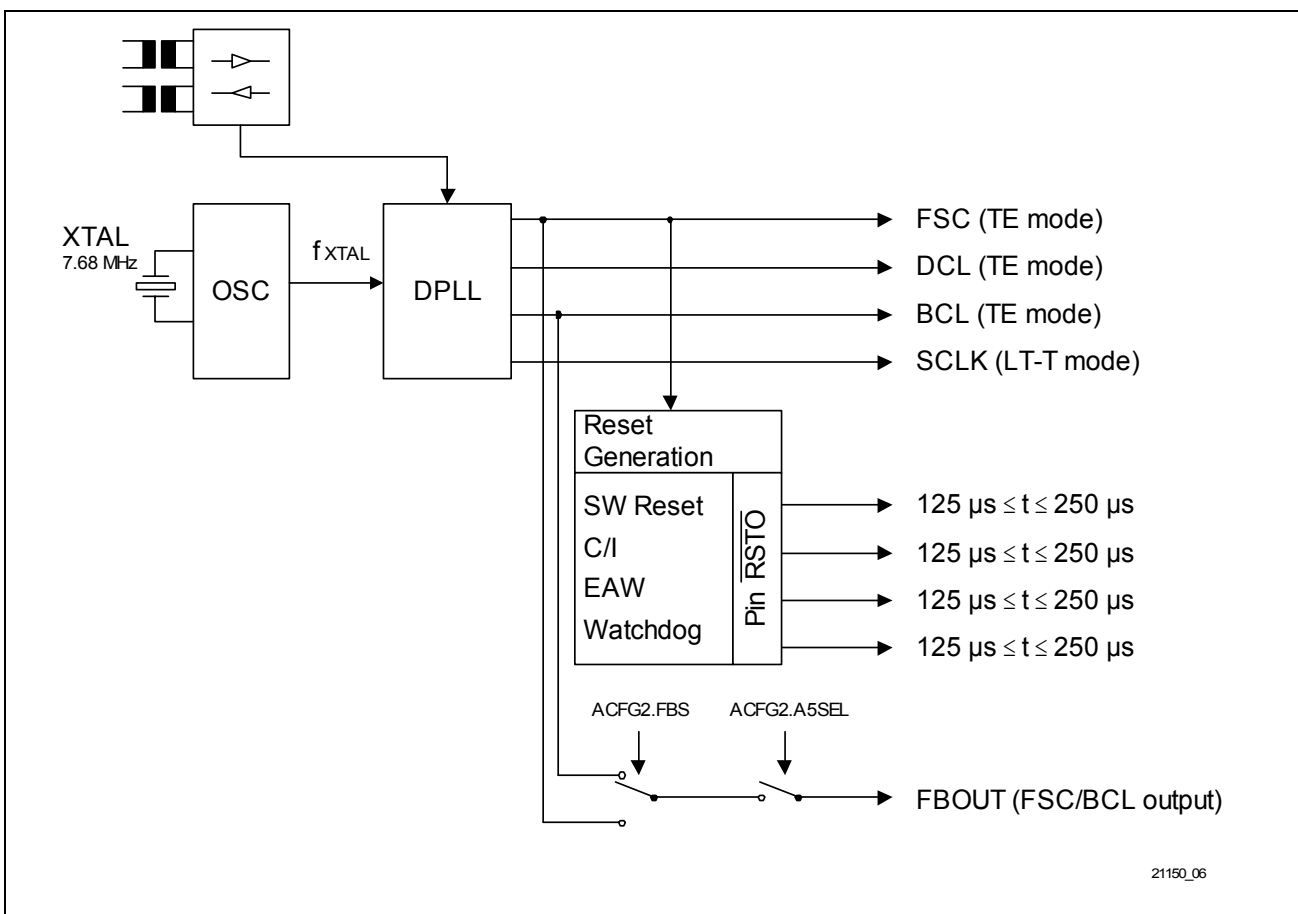 XTAL
7.68 MHz
OSC
fXTAL
DPLL
FSC (TE mode)
DCL (TE mode)
BCL (TE mode)
SCLK (LT-T mode)
Reset
Generation
SW Reset
C/I
EAW
Watchdog
Pin RSTO
125 µs ≤ t ≤ 250 µs
125 µs ≤ t ≤ 250 µs
125 µs ≤ t ≤ 250 µs
125 µs ≤ t ≤ 250 µs
ACFG2.FBS
ACFG2.A5SEL
FBOUT (FSC/BCL output)
21150_06